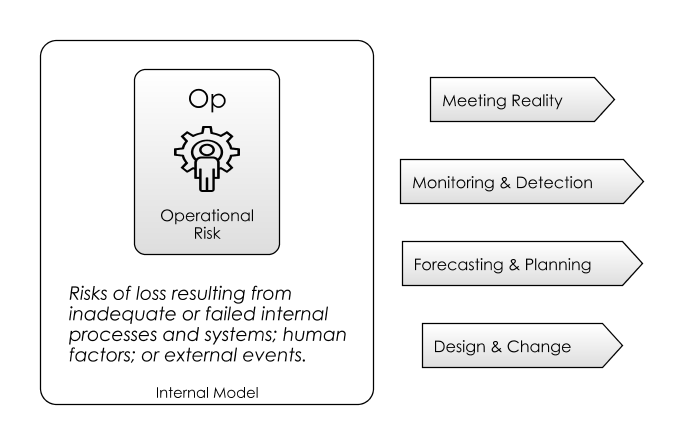 Op
Operational
Risk
Risks of loss resulting from
inadequate or failed internal
processes and systems; human
factors; or external events.
Internal Model
Meeting Reality
Monitoring & Detection
Forecasting & Planning
Design & Change